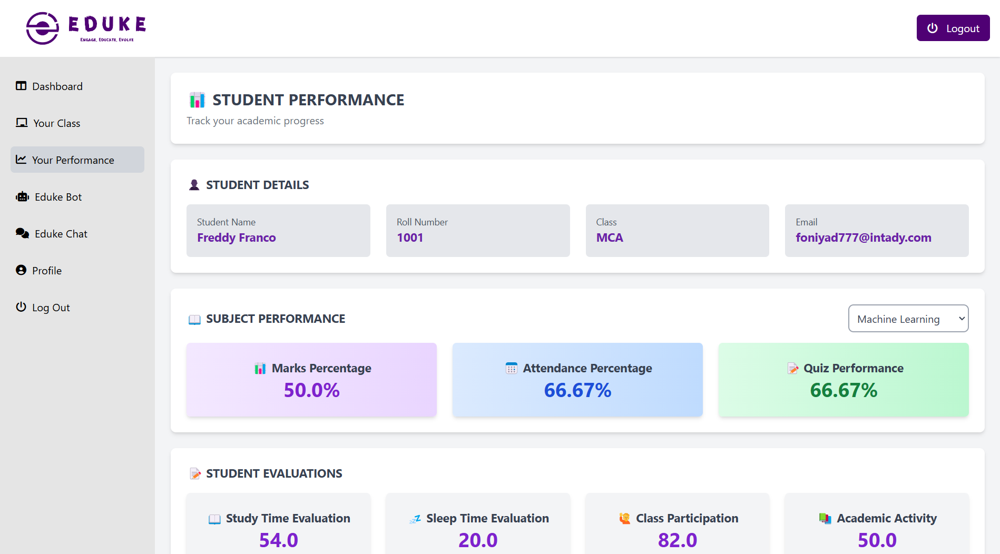 EDUKE
Engage, Educate, Evolve
Logout
Dashboard
Your Class
Your Performance
Eduke Bot
Eduke Chat
Profile
Log Out
STUDENT PERFORMANCE
Track your academic progress
STUDENT DETAILS
Student Name
Freddy Franco
Roll Number
1001
Class
MCA
Email
foniyad777@intady.com
SUBJECT PERFORMANCE
Machine Learning
Marks Percentage
50.0%
Attendance Percentage
66.67%
Quiz Performance
66.67%
STUDENT EVALUATIONS
Study Time Evaluation
54.0
Sleep Time Evaluation
20.0
Class Participation
82.0
Academic Activity
50.0